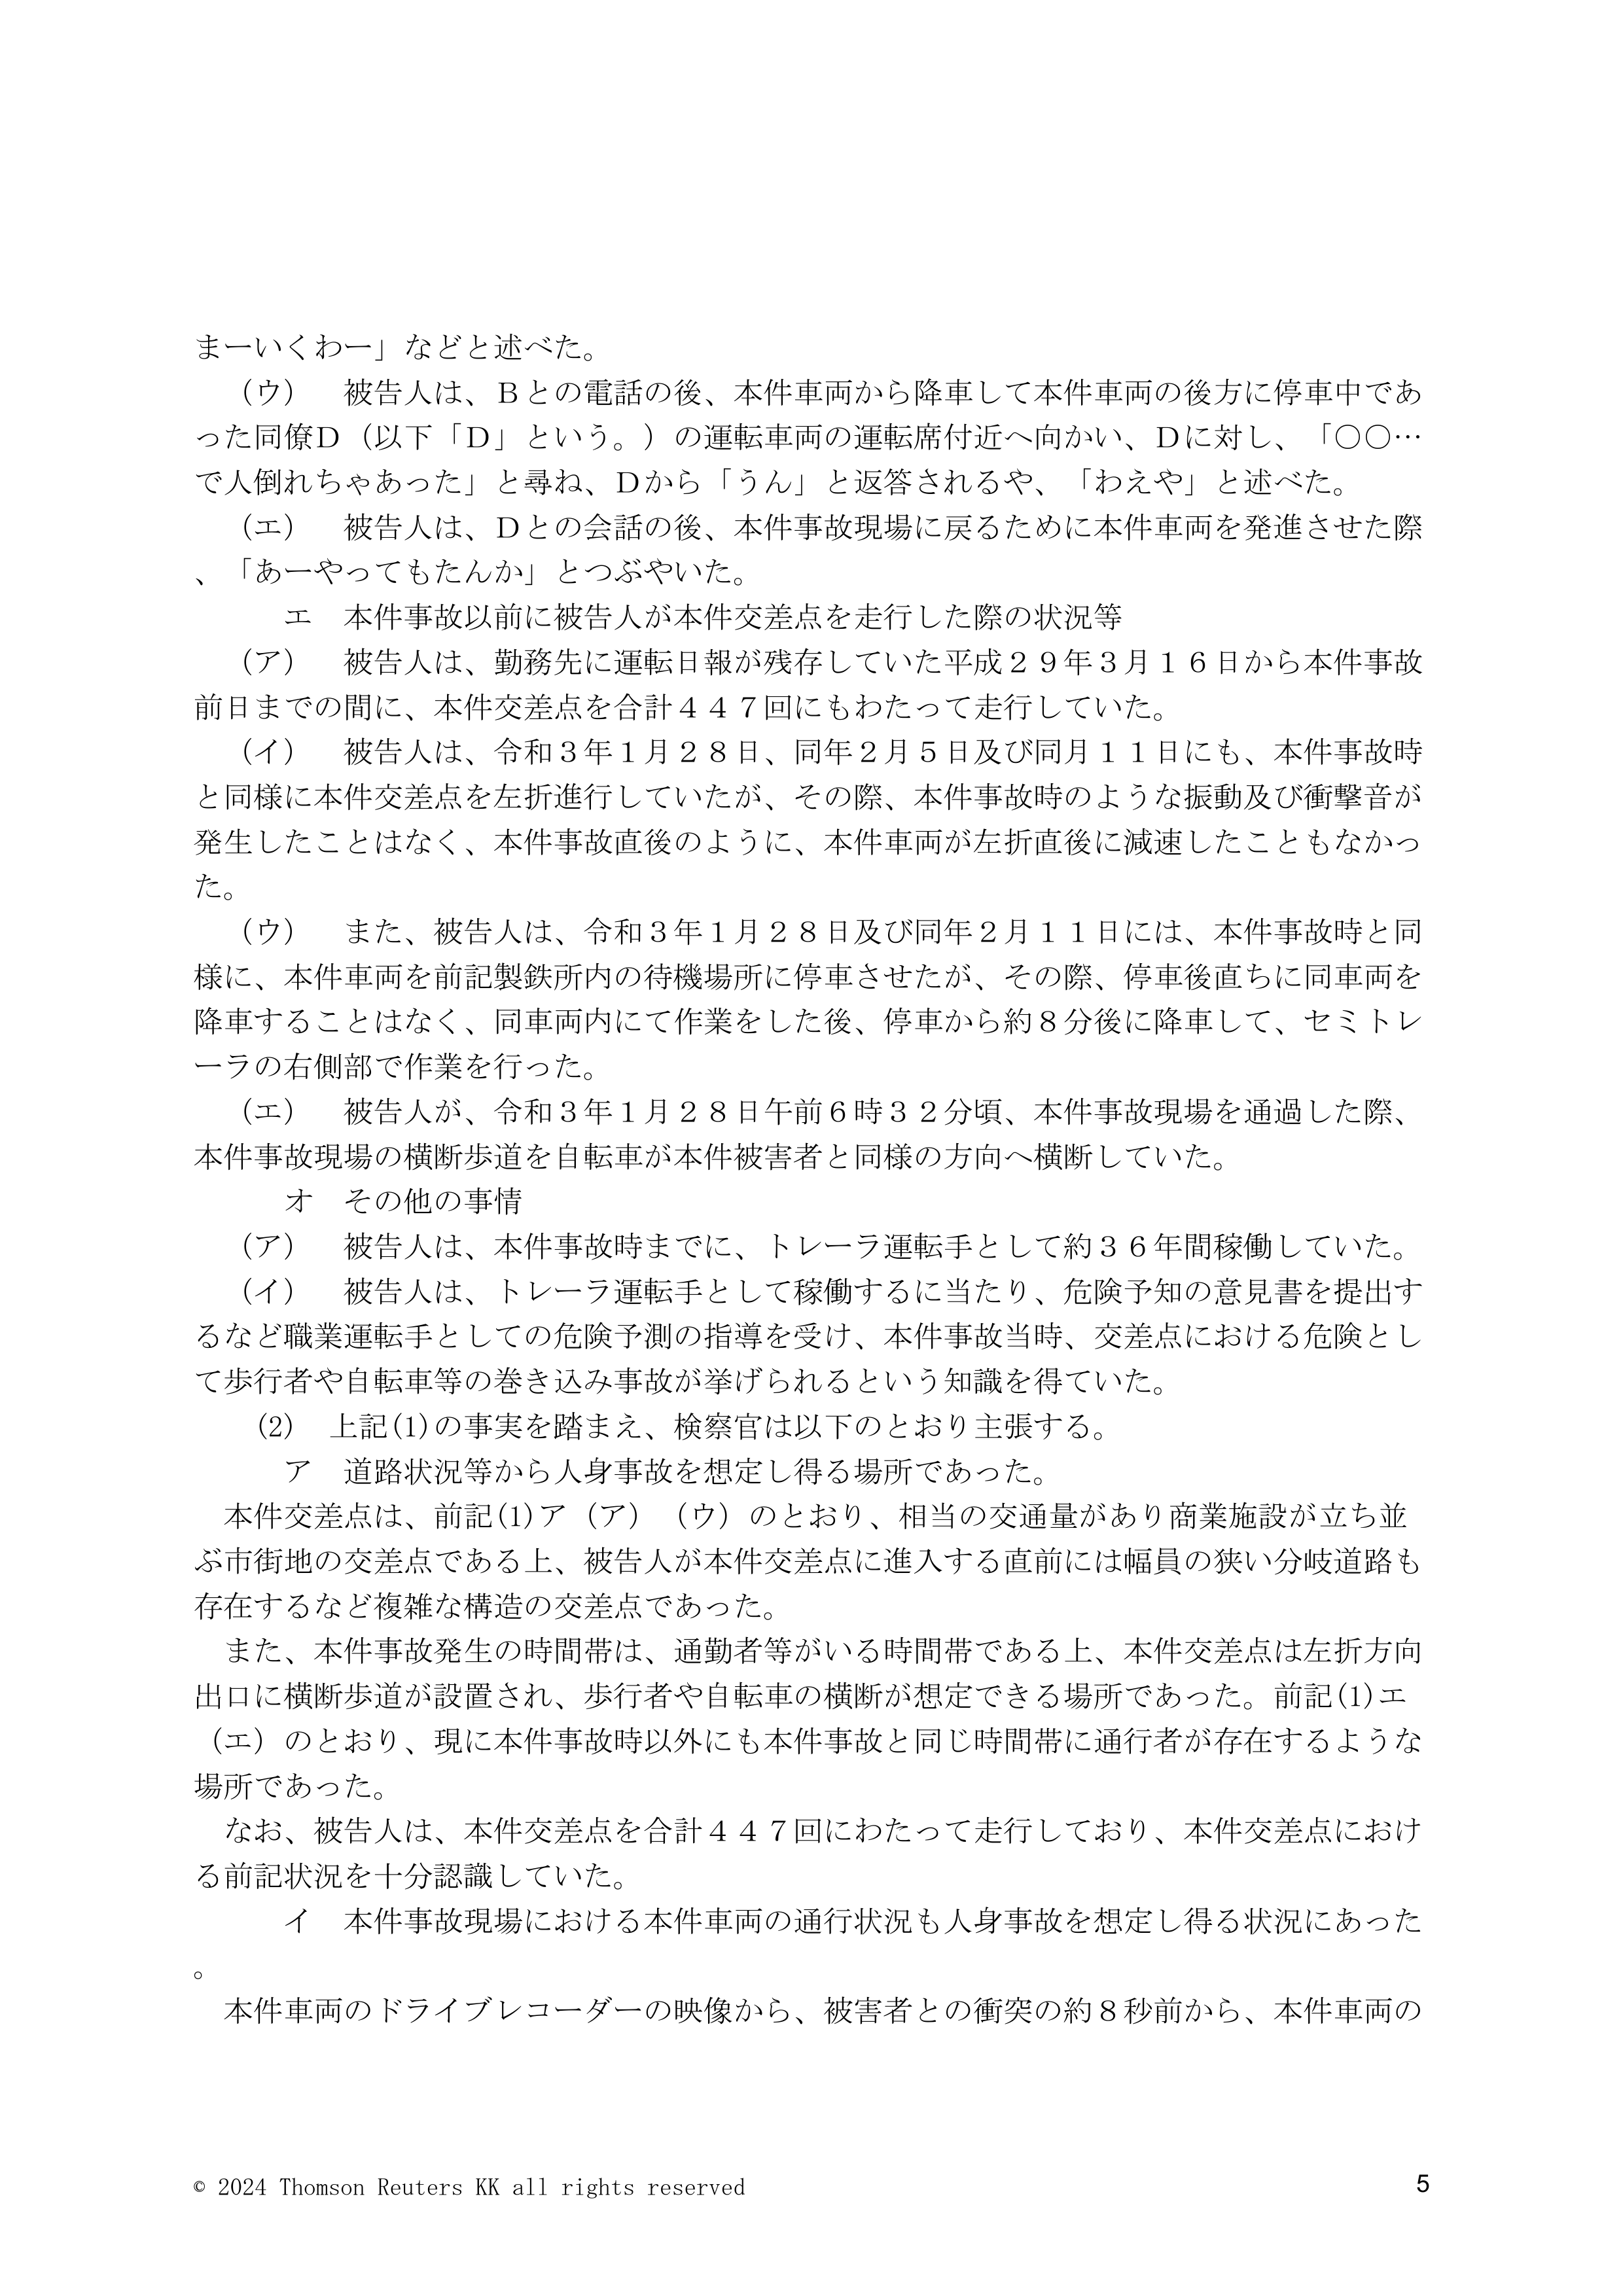 まーいくわー」などと述べた。
（ウ）　被告人は、Ｂとの電話の後、本件車両から降車して本件車両の後方に停車中であ
った同僚Ｄ（以下「Ｄ」という。）の運転車両の運転席付近へ向かい、Ｄに対し、「○○…
で人倒れちゃあった」と尋ね、Ｄから「うん」と返答されるや、「わえや」と述べた。
（エ）　被告人は、Ｄとの会話の後、本件事故現場に戻るために本件車両を発進させた際
、「あーやってもたんか」とつぶやいた。
エ　本件事故以前に被告人が本件交差点を走行した際の状況等
（ア）　被告人は、勤務先に運転日報が残存していた平成２９年３月１６日から本件事故
前日までの間に、本件交差点を合計４４７回にもわたって走行していた。
（イ）　被告人は、令和３年１月２８日、同年２月５日及び同月１１日にも、本件事故時
と同様に本件交差点を左折進行していたが、その際、本件事故時のような振動及び衝撃音が
発生したことはなく、本件事故直後のように、本件車両が左折直後に減速したこともなかっ
た。
（ウ）　また、被告人は、令和３年１月２８日及び同年２月１１日には、本件事故時と同
様に、本件車両を前記製鉄所内の待機場所に停車させたが、その際、停車後直ちに同車両を
降車することはなく、同車両内にて作業をした後、停車から約８分後に降車して、セミトレ
ーラの右側部で作業を行った。
（エ）　被告人が、令和３年１月２８日午前６時３２分頃、本件事故現場を通過した際、
本件事故現場の横断歩道を自転車が本件被害者と同様の方向へ横断していた。
オ　その他の事情
（ア）　被告人は、本件事故時までに、トレーラ運転手として約３６年間稼働していた。
（イ）　被告人は、トレーラ運転手として稼働するに当たり、危険予知の意見書を提出す
るなど職業運転手としての危険予測の指導を受け、本件事故当時、交差点における危険とし
て歩行者や自転車等の巻き込み事故が挙げられるという知識を得ていた。
(2)　上記(1)の事実を踏まえ、検察官は以下のとおり主張する。
ア　道路状況等から人身事故を想定し得る場所であった。
本件交差点は、前記(1)ア（ア）（ウ）のとおり、相当の交通量があり商業施設が立ち並
ぶ市街地の交差点である上、被告人が本件交差点に進入する直前には幅員の狭い分岐道路も
存在するなど複雑な構造の交差点であった。
また、本件事故発生の時間帯は、通勤者等がいる時間帯である上、本件交差点は左折方向
出口に横断歩道が設置され、歩行者や自転車の横断が想定できる場所であった。前記(1)エ
（エ）のとおり、現に本件事故時以外にも本件事故と同じ時間帯に通行者が存在するような
場所であった。
なお、被告人は、本件交差点を合計４４７回にわたって走行しており、本件交差点におけ
る前記状況を十分認識していた。
イ　本件事故現場における本件車両の通行状況も人身事故を想定し得る状況にあった
。
本件車両のドライブレコーダーの映像から、被害者との衝突の約８秒前から、本件車両の
© 2024 Thomson Reuters KK all rights reserved
5